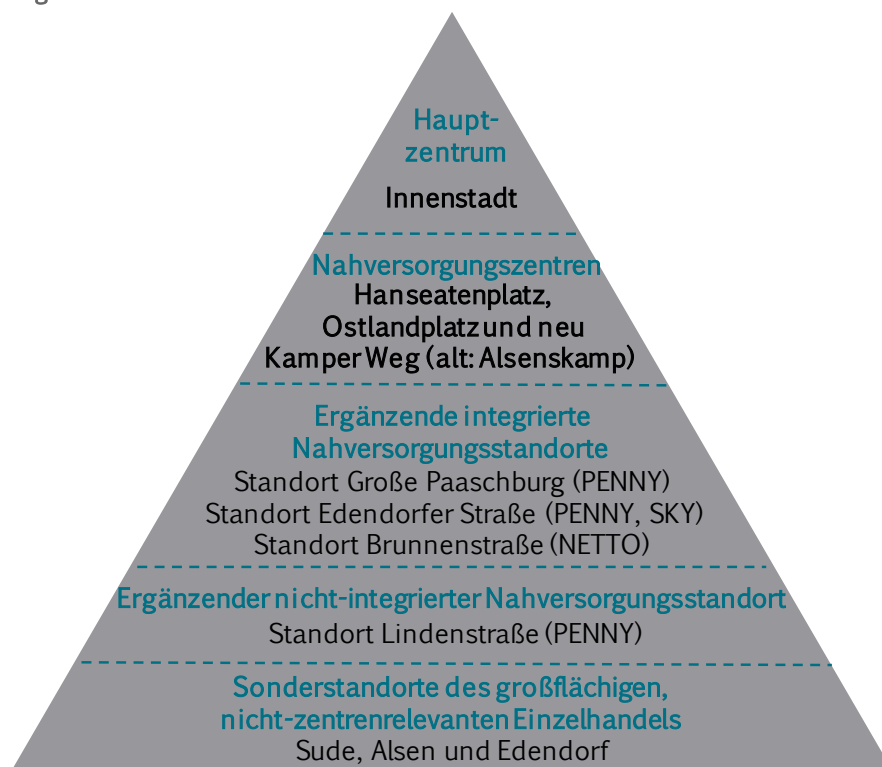 Haupt-
zentrum
Innenstadt
Nahversorgungszentren
Hanseatenplatz,
Ostlandplatz und neu
Kamper Weg (alt: Alsenskamp)
Ergänzende integrierte
Nahversorgungsstandorte
Standort Große Paaschburg (PENNY)
Standort Edendorfer Straße (PENNY, SKY)
Standort Brunnenstraße (NETTO)
Ergänzender nicht-integrierter Nahversorgungsstandort
Standort Lindenstraße (PENNY)
Sonderstandorte des großflächigen,
nicht-zentrenrelevanten Einzelhandels
Sude, Alsen und Edendorf